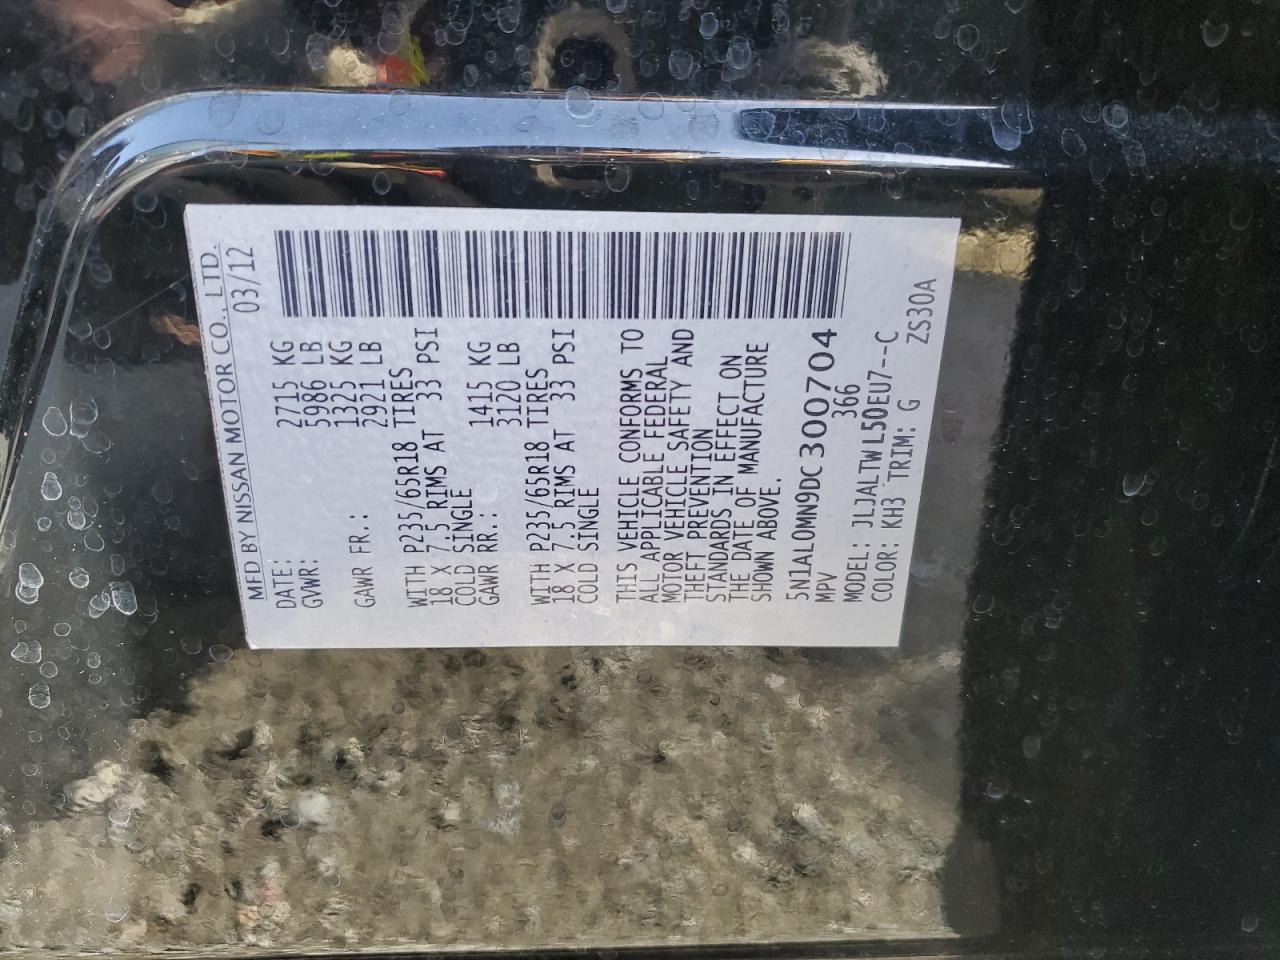 MFD BY NISSAN MOTOR CO., LTD.
DATE: 03/12
GVWR: 2715 KG
5986 LB
GAWR FR.: 1325 KG
2921 LB
WITH P235/65R18 TIRES
18 X 7.5 RIMS AT 33 PSI
COLD SINGLE
GAWR RR.: 1415 KG
3120 LB
WITH P235/65R18 TIRES
18 X 7.5 RIMS AT 33 PSI
COLD SINGLE
THIS VEHICLE CONFORMS TO
ALL APPLICABLE FEDERAL
MOTOR VEHICLE SAFETY AND
THEFT PREVENTION
STANDARDS IN EFFECT ON
THE DATE OF MANUFACTURE
SHOWN ABOVE.
5N1AL0MN9DC300704
MPV 366
MODEL: JLJALTWL50EU7--C
COLOR: KH3 TRIM: G ZS30A